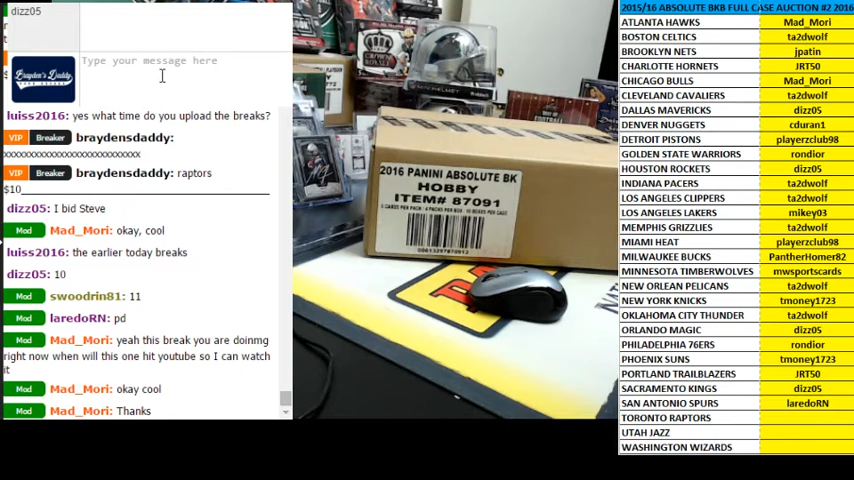 dizz05
Type your message here
Brayden's Daddy
luiss2016: yes what time do you upload the breaks?
VIP Breaker braydensdaddy:
xxxxxxxxxxxxxxxxxxxxxxxxxxx
VIP Breaker braydensdaddy: raptors
$10
dizz05: I bid Steve
Mod Mad_Mori: okay, cool
luiss2016: the earlier today breaks
dizz05: 10
Mod swoodrin81: 11
Mod laredoRN: pd
Mod Mad_Mori: yeah this break you are doinmg
right now when will this one hit youtube so I can watch
it
Mod Mad_Mori: okay cool
Mod Mad_Mori: Thanks
CROWN
ROYALE
2016 PANINI ABSOLUTE BK
HOBBY
ITEM# 87091
2015/16 ABSOLUTE BKB FULL CASE AUCTION #2 2016
ATLANTA HAWKS Mad_Mori
BOSTON CELTICS ta2dwolf
BROOKLYN NETS jpatin
CHARLOTTE HORNETS JRT50
CHICAGO BULLS Mad_Mori
CLEVELAND CAVALIERS ta2dwolf
DALLAS MAVERICKS dizz05
DENVER NUGGETS cduran1
DETROIT PISTONS playerzclub98
GOLDEN STATE WARRIORS rondior
HOUSTON ROCKETS dizz05
INDIANA PACERS ta2dwolf
LOS ANGELES CLIPPERS ta2dwolf
LOS ANGELES LAKERS mikey03
MEMPHIS GRIZZLIES ta2dwolf
MIAMI HEAT playerzclub98
MILWAUKEE BUCKS PantherHomer82
MINNESOTA TIMBERWOLVES mwsportscards
NEW ORLEAN PELICANS ta2dwolf
NEW YORK KNICKS tmoney1723
OKLAHOMA CITY THUNDER ta2dwolf
ORLANDO MAGIC dizz05
PHILADELPHIA 76ERS rondior
PHOENIX SUNS tmoney1723
PORTLAND TRAILBLAZERS JRT50
SACRAMENTO KINGS dizz05
SAN ANTONIO SPURS laredoRN
TORONTO RAPTORS
UTAH JAZZ
WASHINGTON WIZARDS